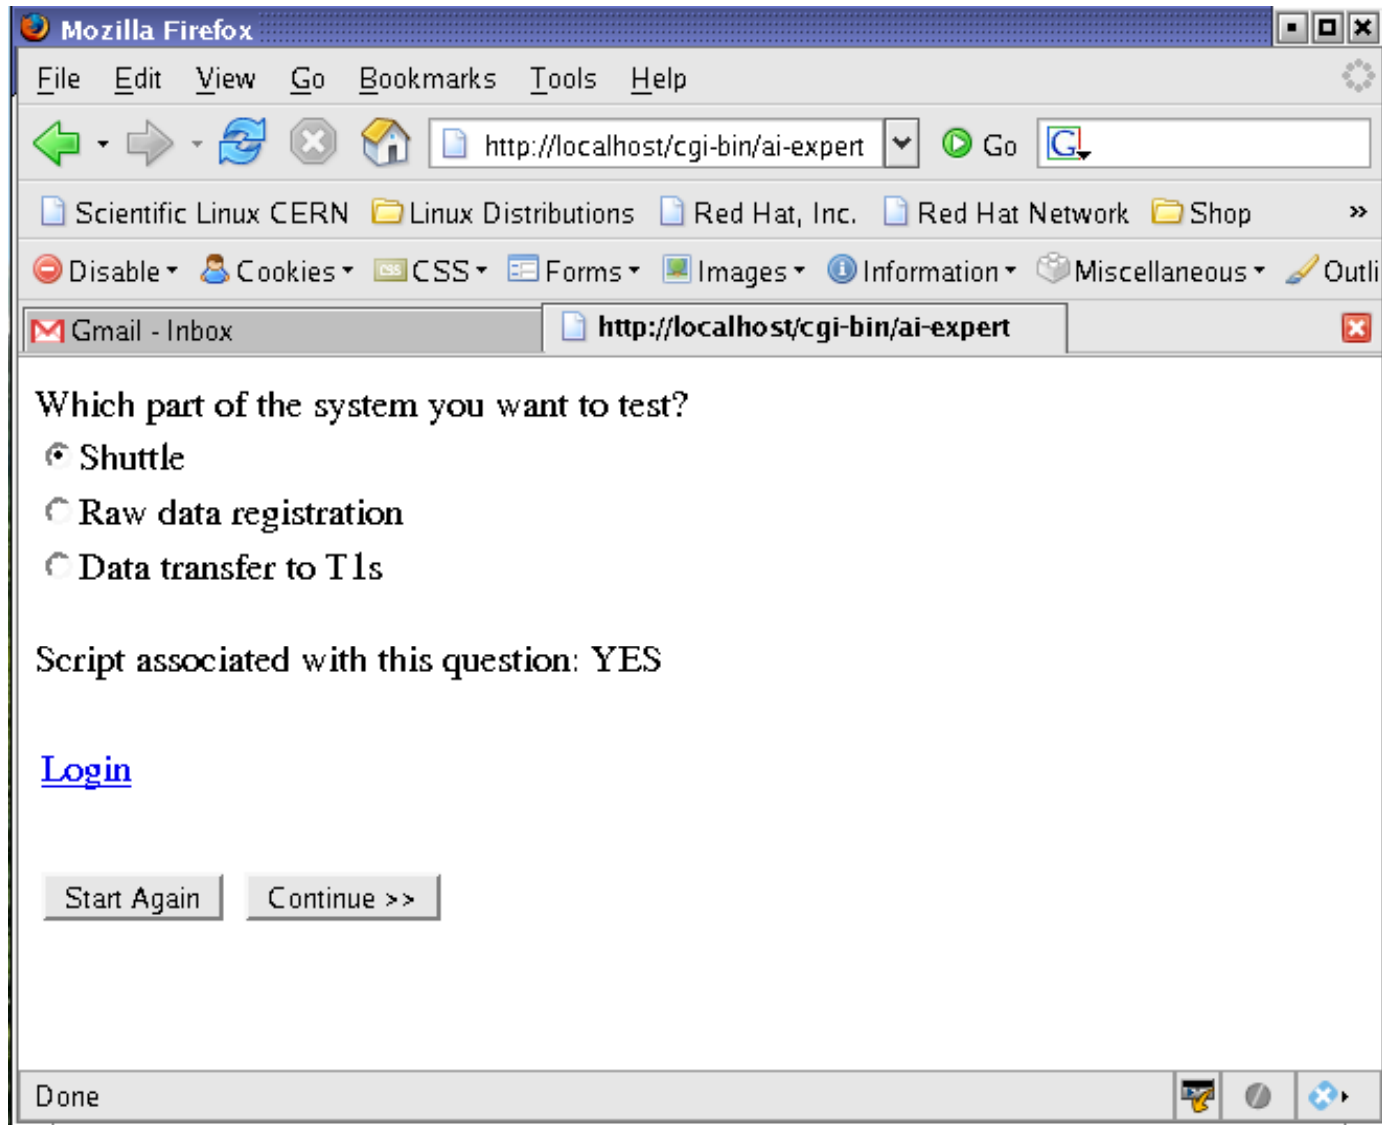 Mozilla Firefox
File Edit View Go Bookmarks Tools Help
http://localhost/cgi-bin/ai-expert Go G
Scientific Linux CERN Linux Distributions Red Hat, Inc. Red Hat Network Shop »
Disable Cookies CSS CSS Forms Images Information Miscellaneous Outli
Gmail - Inbox http://localhost/cgi-bin/ai-expert
Which part of the system you want to test?
Shuttle
Raw data registration
Data transfer to T1s
Script associated with this question: YES
Login
Start Again Continue >>
Done